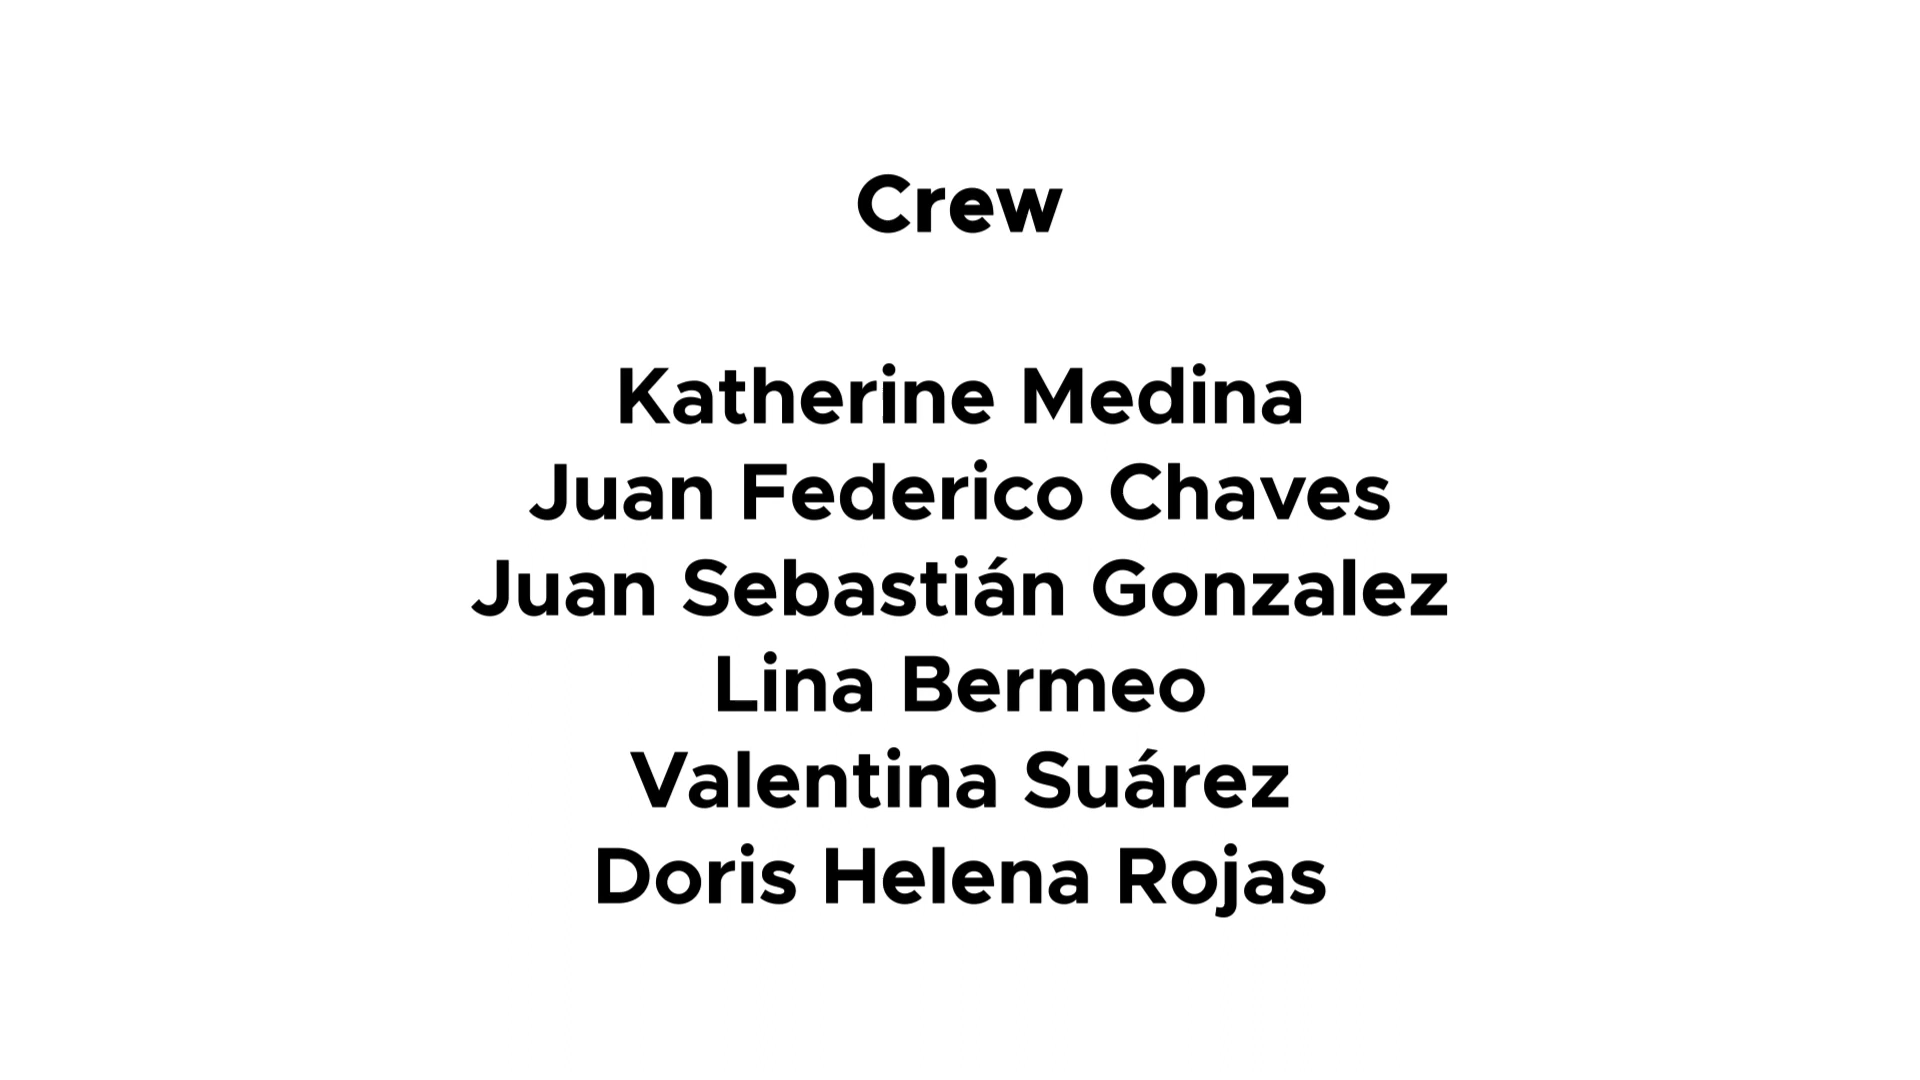 Crew
Katherine Medina
Juan Federico Chaves
Juan Sebastián Gonzalez
Lina Bermeo
Valentina Suárez
Doris Helena Rojas